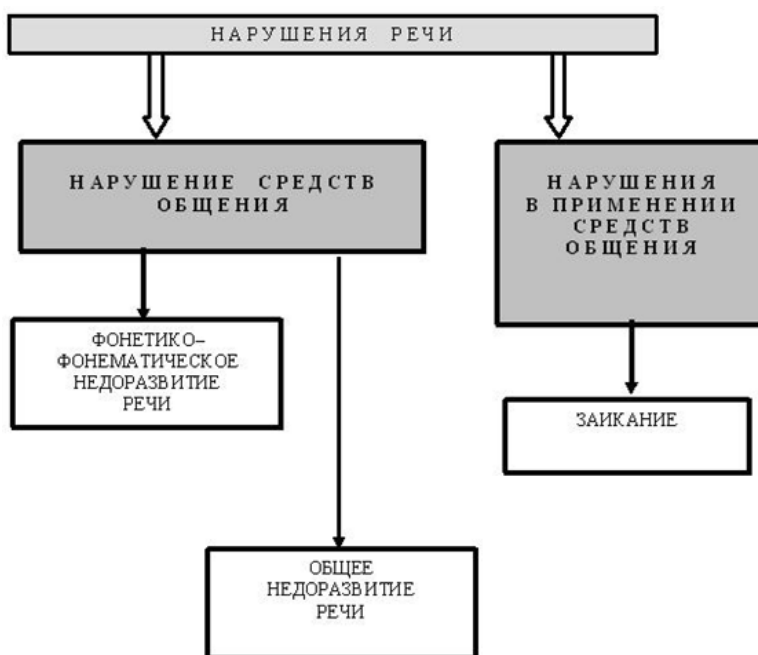 НАРУШЕНИЯ РЕЧИ
НАРУШЕНИЕ СРЕДСТВ
ОБЩЕНИЯ
НАРУШЕНИЯ
В ПРИМЕНЕНИИ
СРЕДСТВ
ОБЩЕНИЯ
ФОНЕТИКО–
ФОНЕМАТИЧЕСКОЕ
НЕДОРАЗВИТИЕ
РЕЧИ
ЗАИКАНИЕ
ОБЩЕЕ
НЕДОРАЗВИТИЕ
РЕЧИ